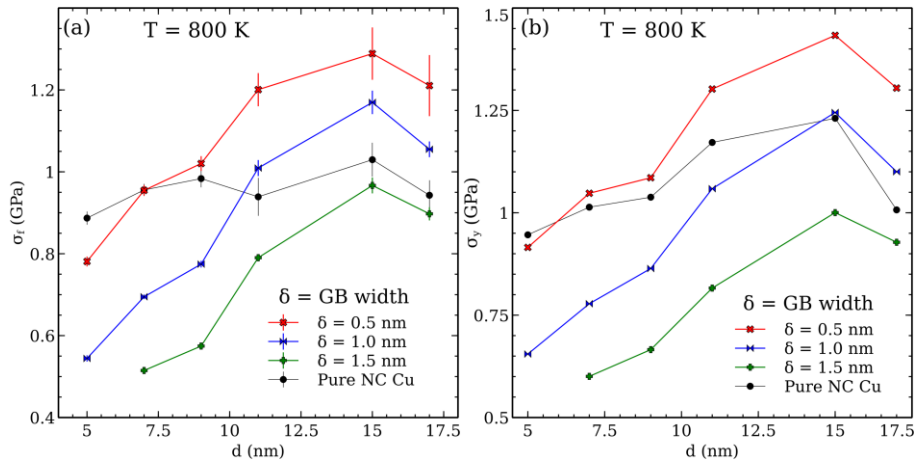 (a) T = 800 K
1.2
1
0.8
0.6
0.4
σf (GPa)
5 7.5 10 12.5 15 17.5
d (nm)
δ = GB width
δ = 0.5 nm
δ = 1.0 nm
δ = 1.5 nm
Pure NC Cu
(b) T = 800 K
1.5
1.25
1
0.75
0.5
σy (GPa)
5 7.5 10 12.5 15 17.5
d (nm)
δ = GB width
δ = 0.5 nm
δ = 1.0 nm
δ = 1.5 nm
Pure NC Cu